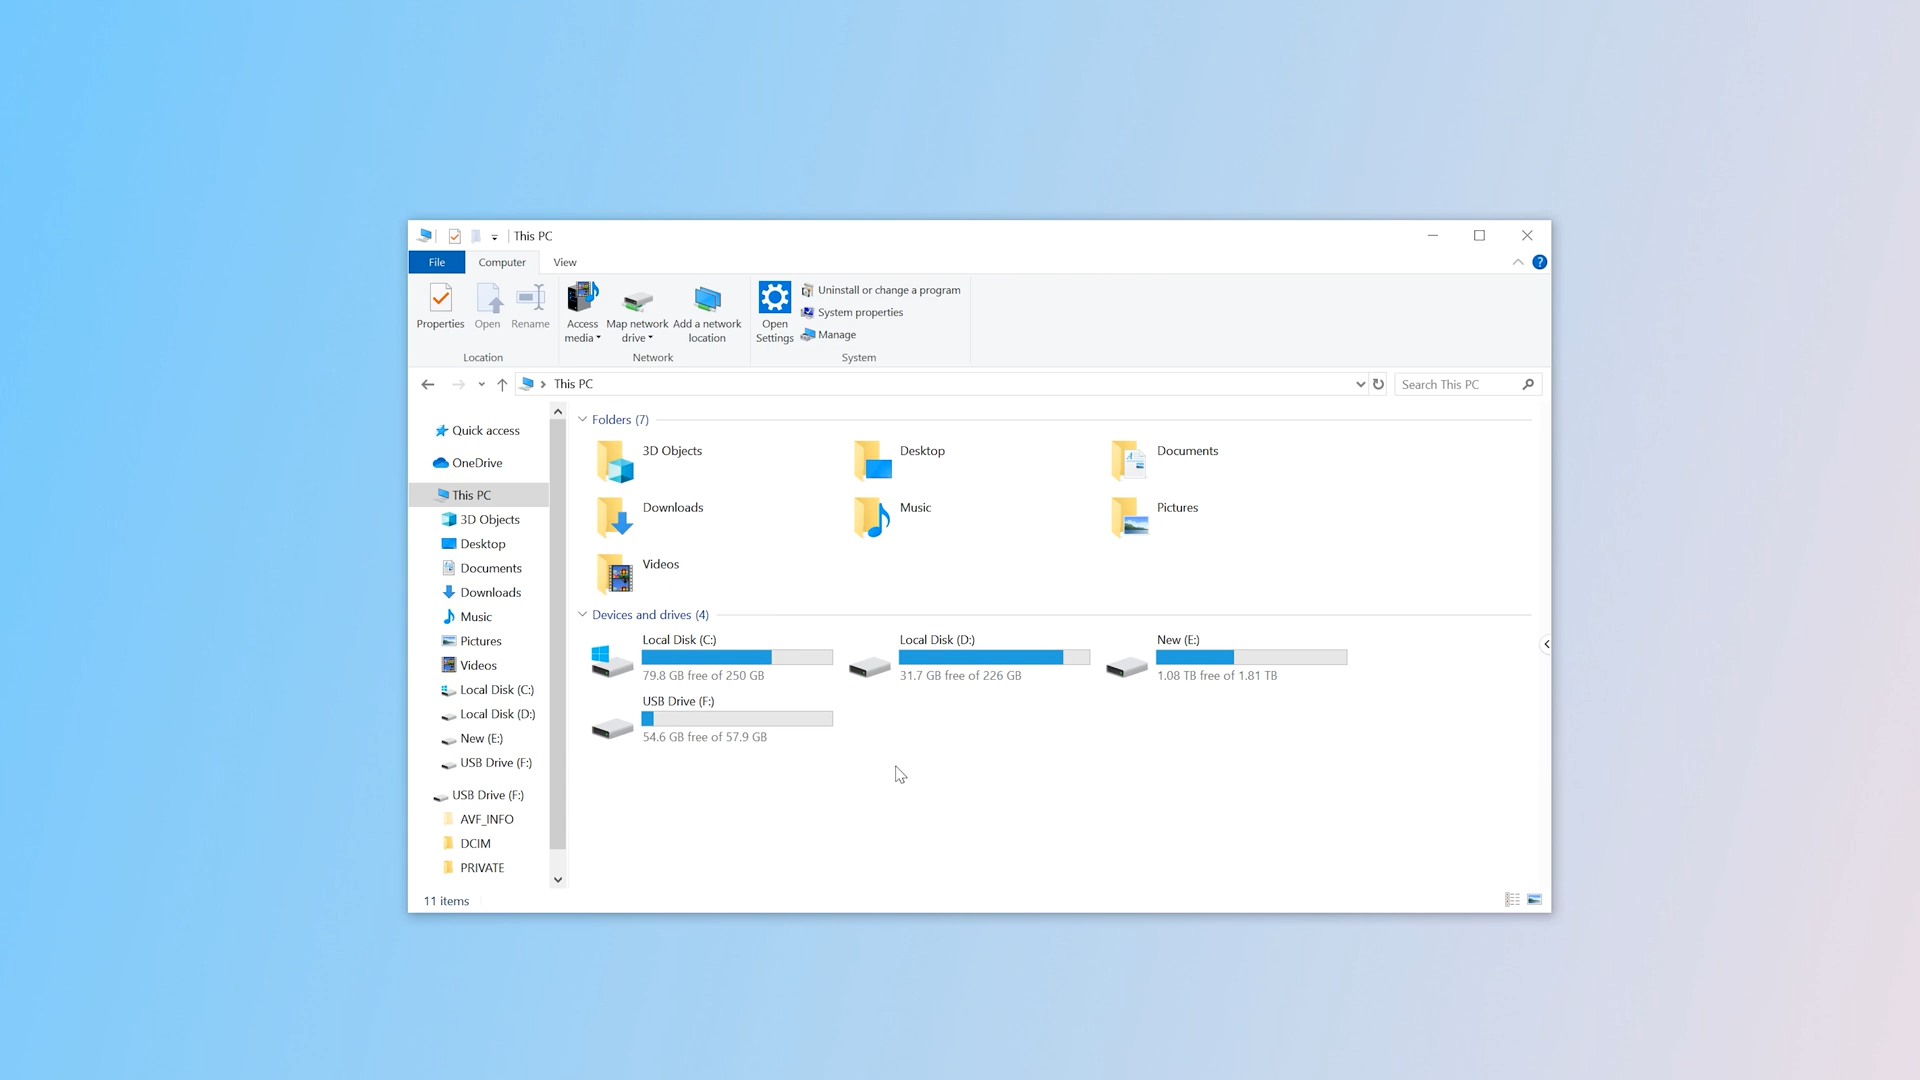 This PC
File Computer View
?
Properties Open Rename Access media Map network drive Add a network location Open Settings
Uninstall or change a program
System properties
Manage
Location Network System
This PC
Search This PC
Quick access
OneDrive
This PC
3D Objects
Desktop
Documents
Downloads
Music
Pictures
Videos
Local Disk (C:)
Local Disk (D:)
New (E:)
USB Drive (F:)
USB Drive (F:)
AVF_INFO
DCIM
PRIVATE
Folders (7)
3D Objects Desktop Documents
Downloads Music Pictures
Videos
Devices and drives (4)
Local Disk (C:) Local Disk (D:) New (E:)
79.8 GB free of 250 GB 31.7 GB free of 226 GB 1.08 TB free of 1.81 TB
USB Drive (F:)
54.6 GB free of 57.9 GB
11 items